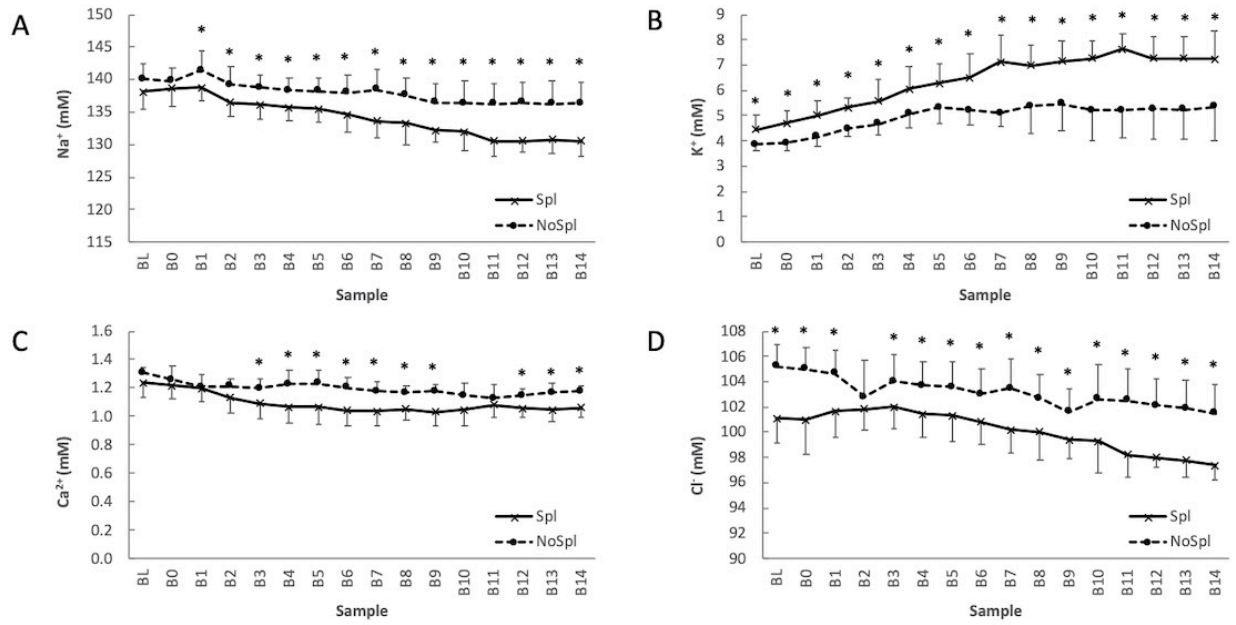 A
Na⁺ (mM)
150
145
140
135
130
125
120
115
* * * * * * * * * * * * * *
Spl
NoSpl
BL B0 B1 B2 B3 B4 B5 B6 B7 B8 B9 B10 B11 B12 B13 B14
Sample
B
K⁺ (mM)
9
8
7
6
5
4
3
2
1
0
* * * * * * * * * * * * * * * *
Spl
NoSpl
BL B0 B1 B2 B3 B4 B5 B6 B7 B8 B9 B10 B11 B12 B13 B14
Sample
C
Ca²⁺ (mM)
1.6
1.4
1.2
1.0
0.8
0.6
0.4
0.2
0.0
* * * * * * * * * *
Spl
NoSpl
BL B0 B1 B2 B3 B4 B5 B6 B7 B8 B9 B10 B11 B12 B13 B14
Sample
D
Cl⁻ (mM)
108
106
104
102
100
98
96
94
92
90
* * * * * * * * * * * * * * *
Spl
NoSpl
BL B0 B1 B2 B3 B4 B5 B6 B7 B8 B9 B10 B11 B12 B13 B14
Sample